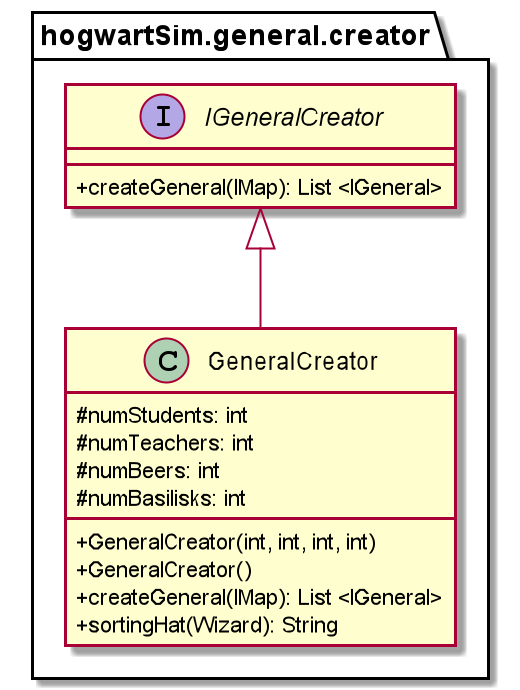 hogwartSim.general.creator
I IGeneralCreator
+createGeneral(IMap): List <IGeneral>
C GeneralCreator
#numStudents: int
#numTeachers: int
#numBeers: int
#numBasilisks: int
+GeneralCreator(int, int, int, int)
+GeneralCreator()
+createGeneral(IMap): List <IGeneral>
+sortingHat(Wizard): String